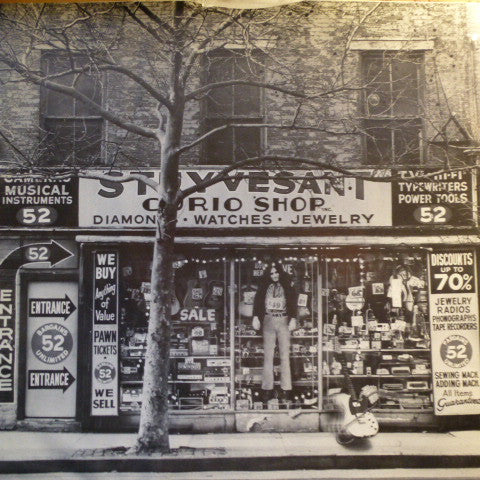 CAMERAS
MUSICAL
INSTRUMENTS
52
STUYVESANT
CURIO SHOP INC.
DIAMONDS · WATCHES · JEWELRY
HI-FI
TYPEWRITERS
POWER TOOLS
52
52
ENTRANCE
ENTRANCE
BARGAINS
52
UNLIMITED
ENTRANCE
WE
BUY
Anything
of
Value
PAWN
TICKETS
52
WE
SELL
SALE
DISCOUNTS
UP TO
70%
JEWELRY
RADIOS
PHONOGRAPHS
TAPE RECORDERS
52
SEWING MACH.
ADDING MACH.
All Items
Guaranteed